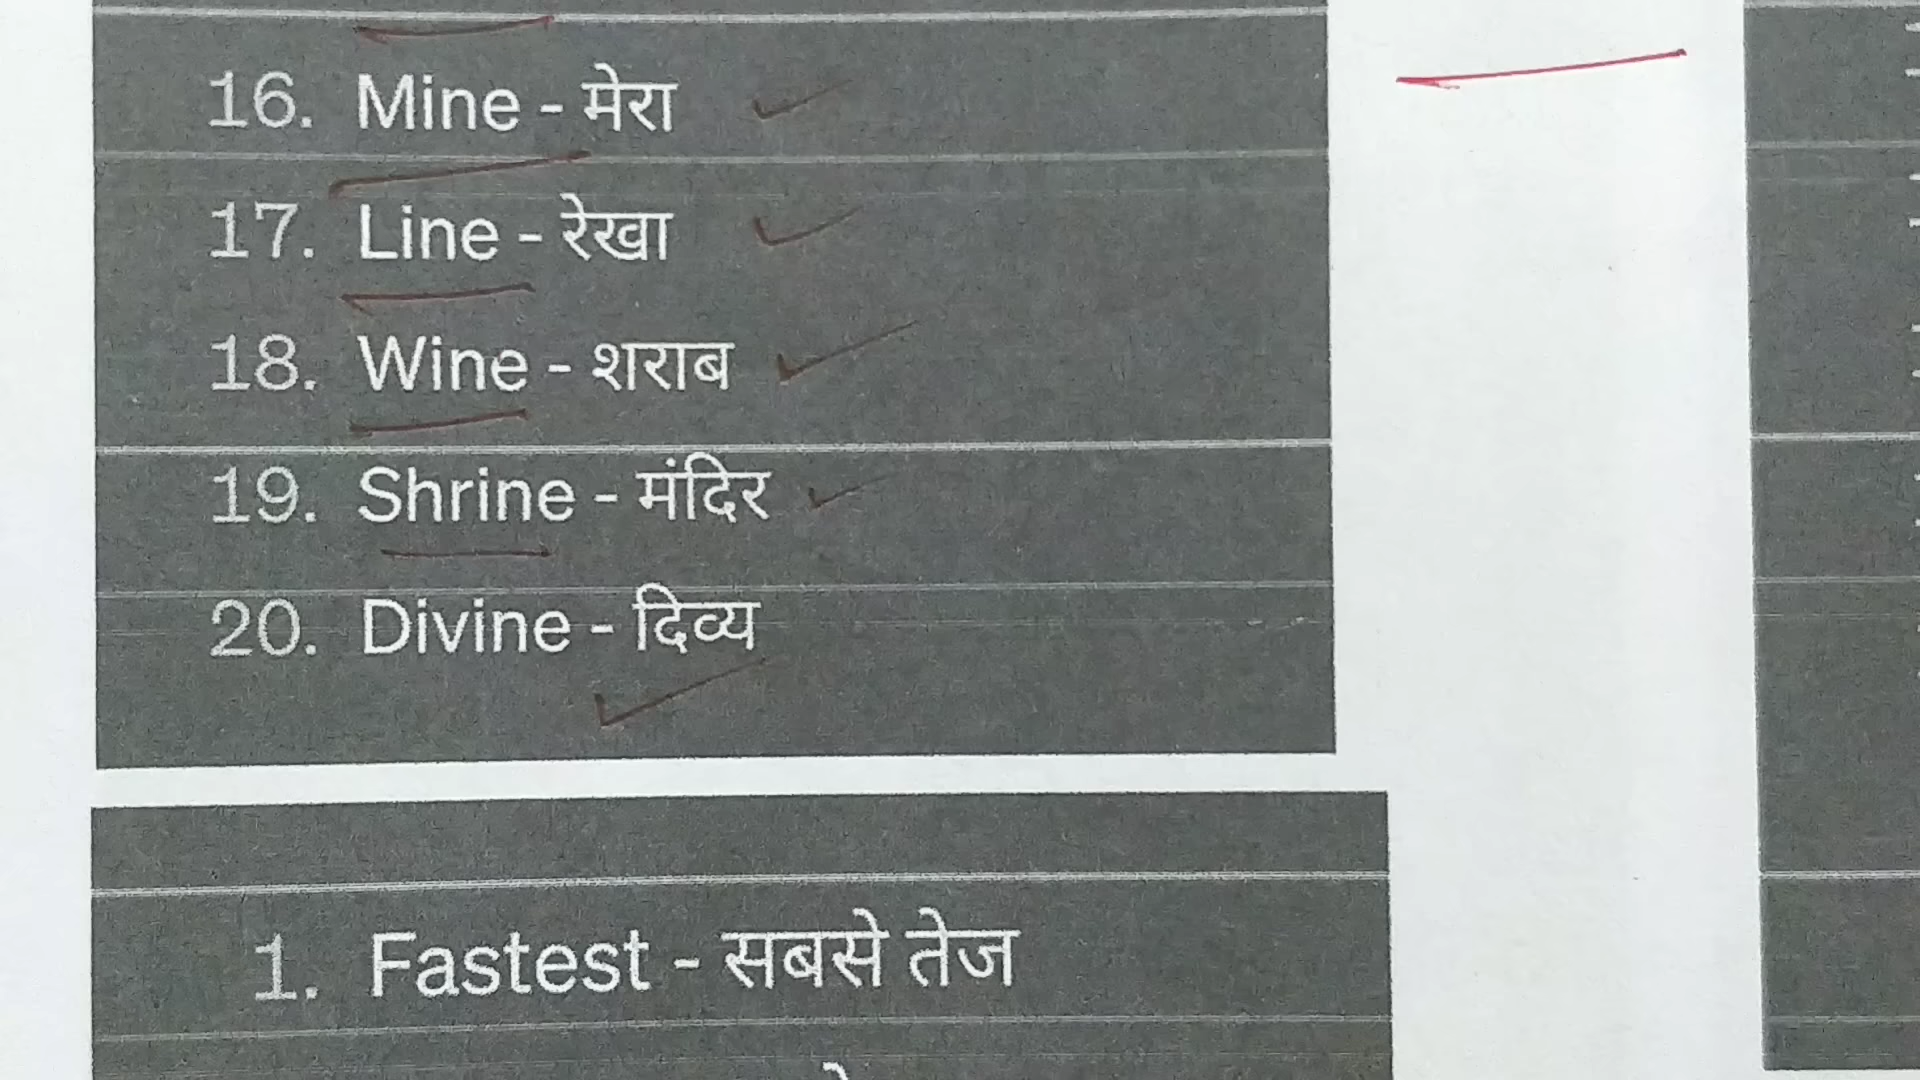 16. Mine - मेरा
17. Line - रेखा
18. Wine - शराब
19. Shrine - मंदिर
20. Divine - दिव्य
1. Fastest - सबसे तेज